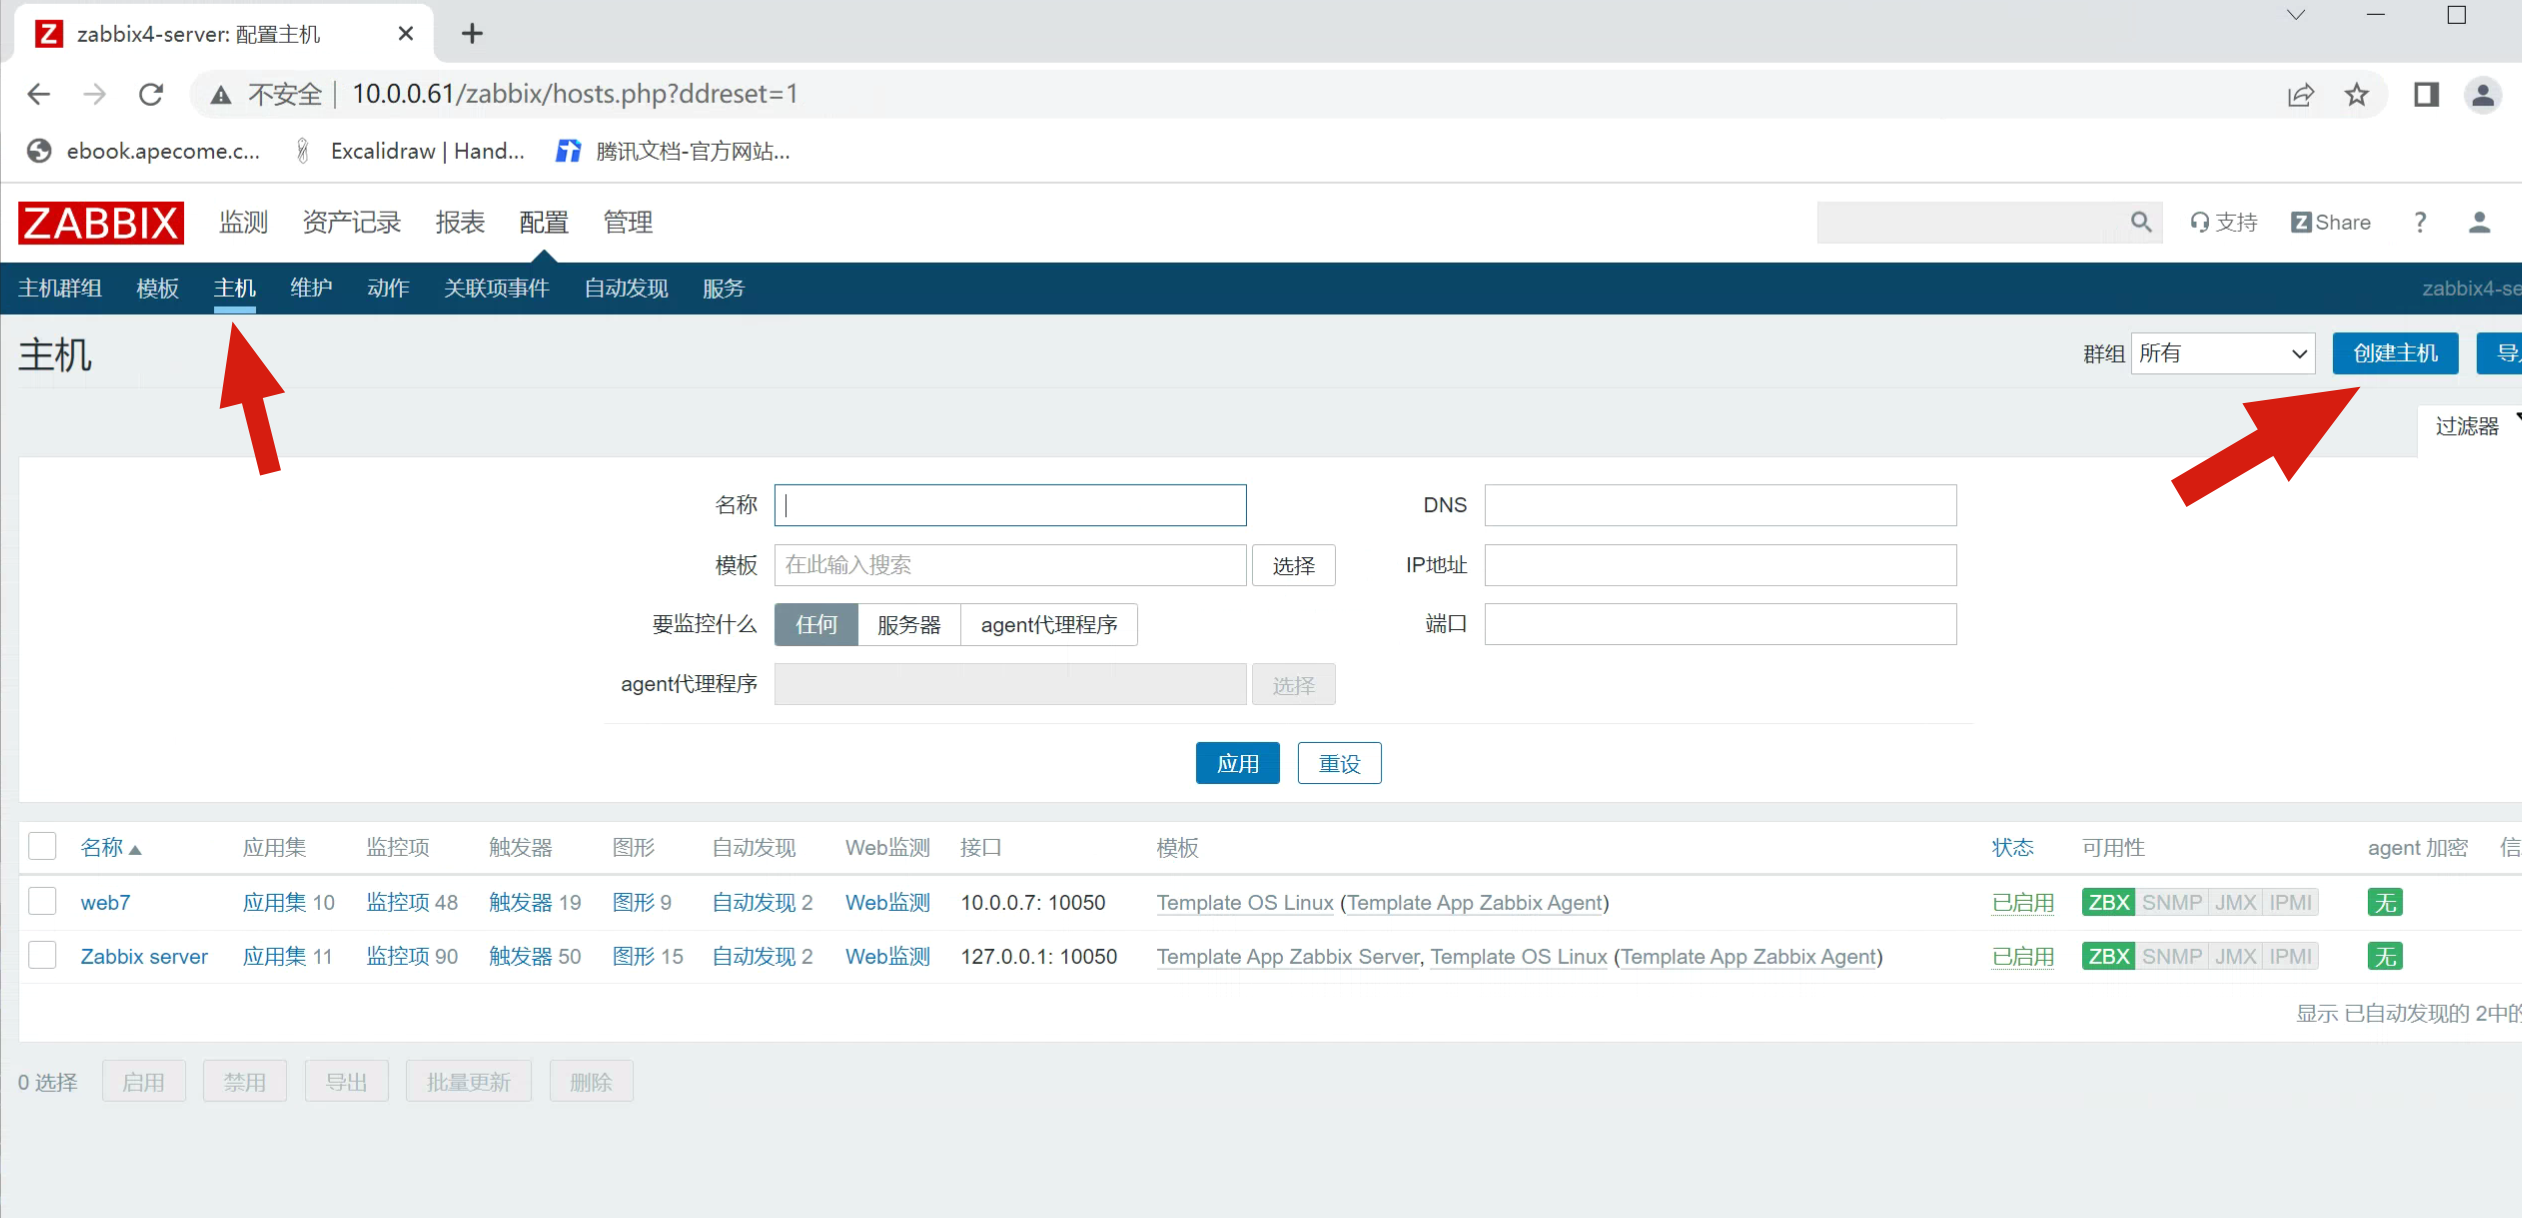 Z zabbix4-server: 配置主机
不安全 | 10.0.0.61/zabbix/hosts.php?ddreset=1
ebook.apecome.c... Excalidraw | Hand... 腾讯文档-官方网站...
ZABBIX 监测 资产记录 报表 配置 管理 支持 Z Share ?
主机群组 模板 主机 维护 动作 关联项事件 自动发现 服务 zabbix4-se
主机 群组 所有 创建主机 导
过滤器
名称 DNS
模板 在此输入搜索 选择 IP地址
要监控什么 任何 服务器 agent代理程序 端口
agent代理程序 选择
应用 重设
名称 应用集 监控项 触发器 图形 自动发现 Web监测 接口 模板 状态 可用性 agent 加密 信
web7 应用集 10 监控项 48 触发器 19 图形 9 自动发现 2 Web监测 10.0.0.7: 10050 Template OS Linux (Template App Zabbix Agent) 已启用 ZBX SNMP JMX IPMI 无
Zabbix server 应用集 11 监控项 90 触发器 50 图形 15 自动发现 2 Web监测 127.0.0.1: 10050 Template App Zabbix Server, Template OS Linux (Template App Zabbix Agent) 已启用 ZBX SNMP JMX IPMI 无
显示 已自动发现的 2中的
0 选择 启用 禁用 导出 批量更新 删除